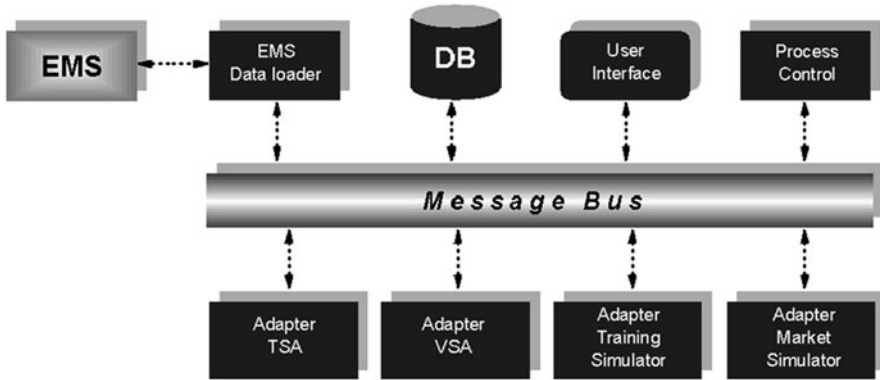 EMS
EMS
Data loader
DB
User
Interface
Process
Control
Message Bus
Adapter
TSA
Adapter
VSA
Adapter
Training
Simulator
Adapter
Market
Simulator